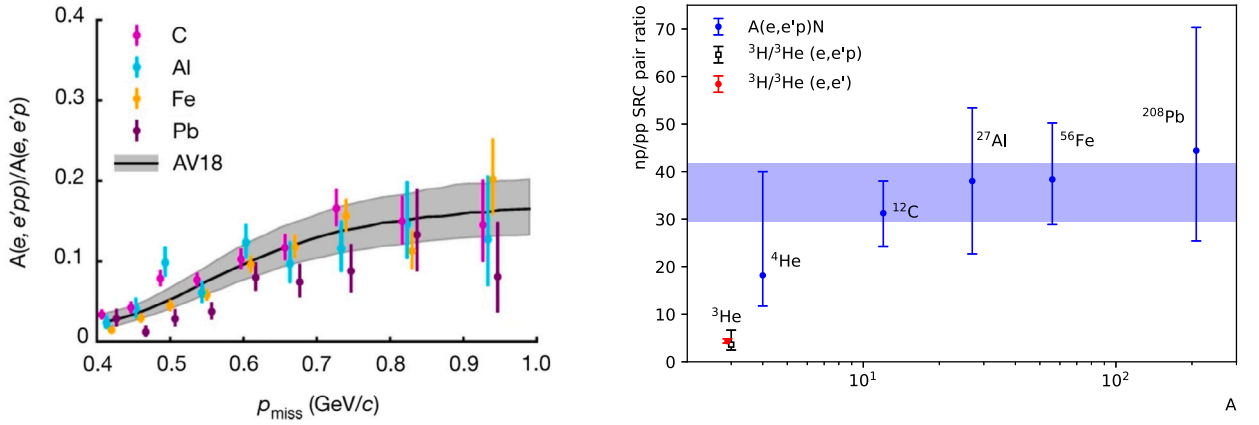 A(e, e′pp)/A(e, e′p)
0.4
0.3
0.2
0.1
0
C
Al
Fe
Pb
AV18
0.4 0.5 0.6 0.7 0.8 0.9 1.0
p_miss (GeV/c)
np/pp SRC pair ratio
70
60
50
40
30
20
10
0
A(e,e'p)N
³H/³He (e,e'p)
³H/³He (e,e')
³He
⁴He
¹²C
²⁷Al
⁵⁶Fe
²⁰⁸Pb
10¹ 10²
A